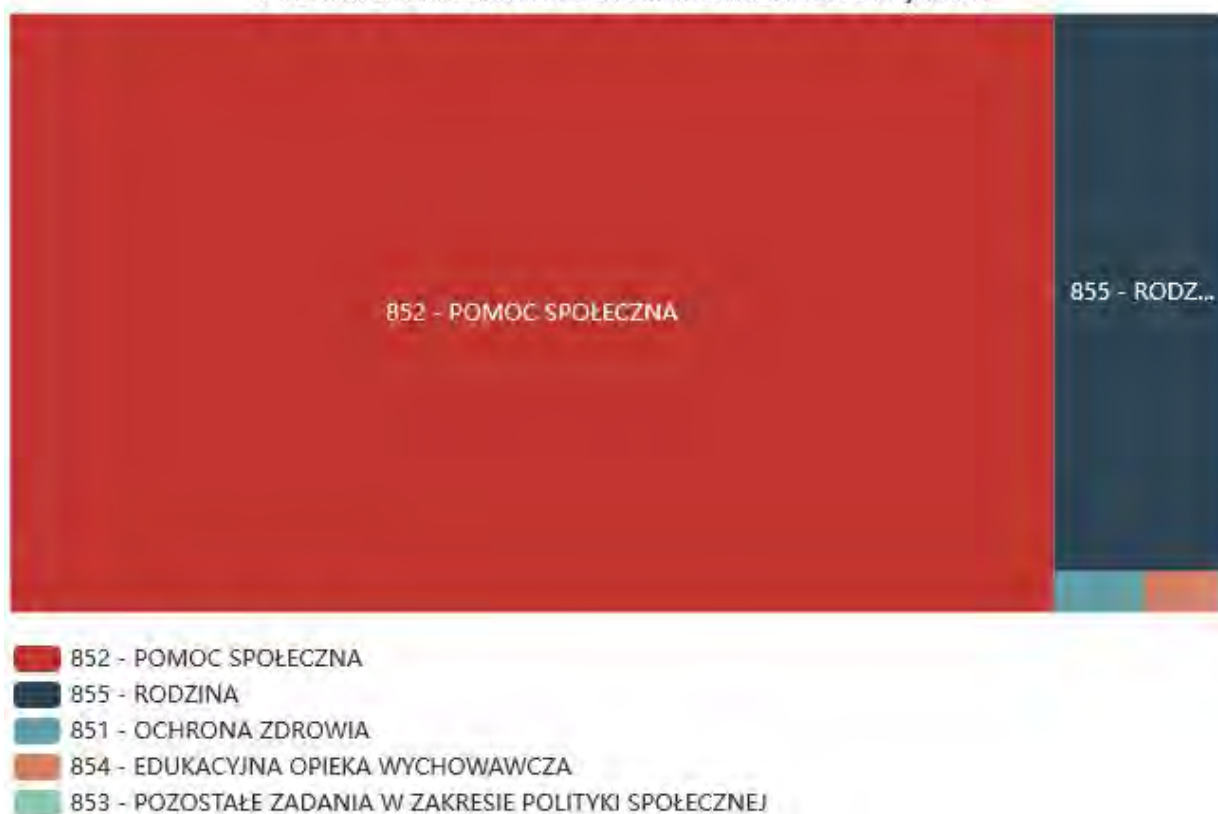 852 - POMOC SPOŁECZNA
855 - RODZ...
852 - POMOC SPOŁECZNA
855 - RODZINA
851 - OCHRONA ZDROWIA
854 - EDUKACYJNA OPIEKA WYCHOWAWCZA
853 - POZOSTAŁE ZADANIA W ZAKRESIE POLITYKI SPOŁECZNEJ